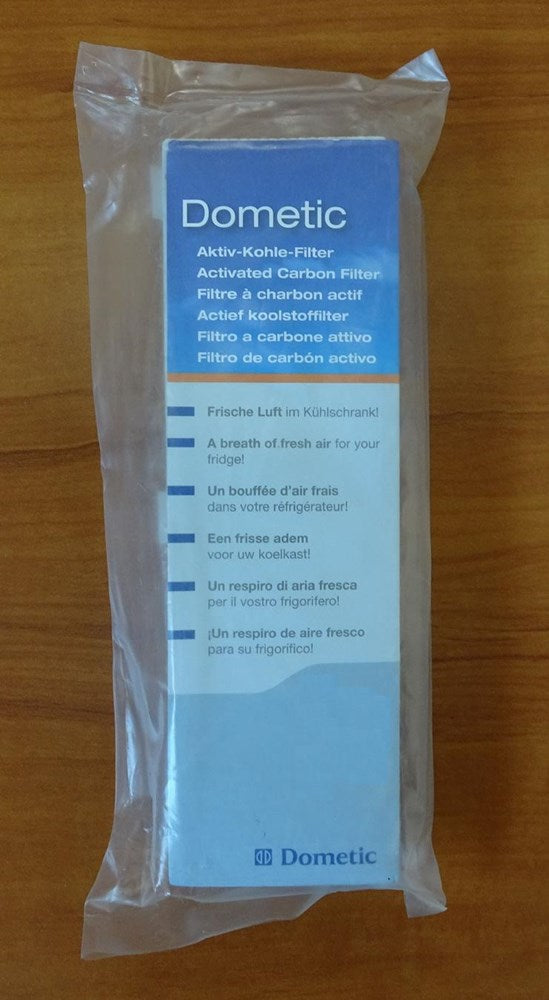 Dometic
Aktiv-Kohle-Filter
Activated Carbon Filter
Filtre à charbon actif
Actief koolstoffilter
Filtro a carbone attivo
Filtro de carbón activo
Frische Luft im Kühlschrank!
A breath of fresh air for your
fridge!
Un bouffée d'air frais
dans votre réfrigérateur!
Een frisse adem
voor uw koelkast!
Un respiro di aria fresca
per il vostro frigorifero!
¡Un respiro de aire fresco
para su frigorifico!
Dometic